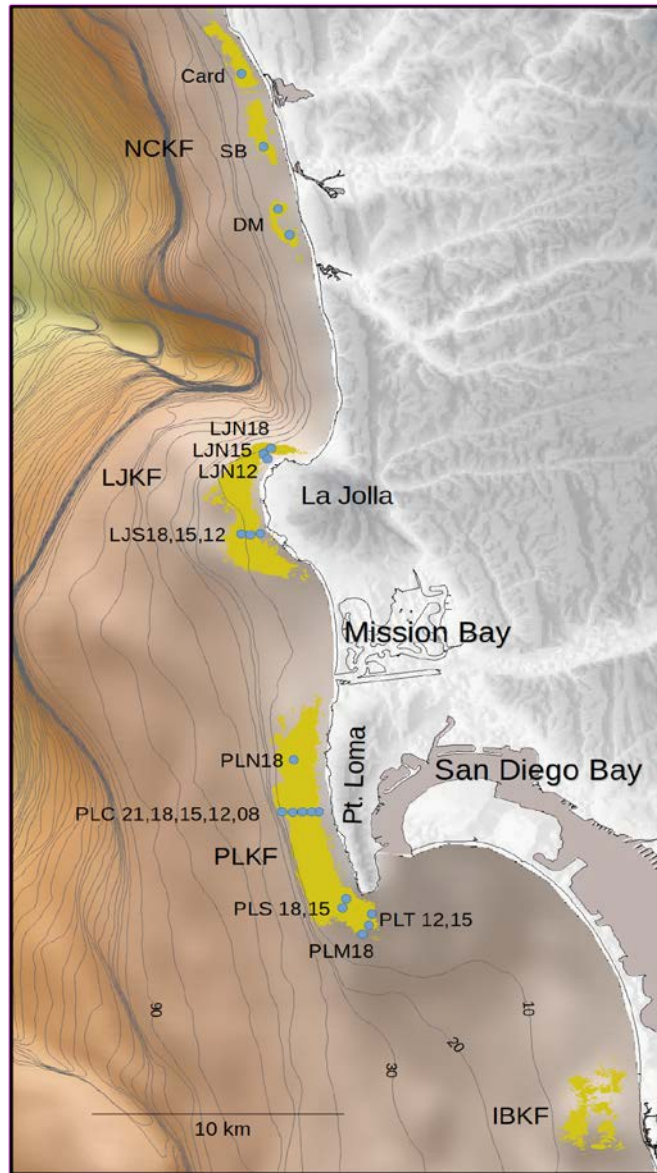 Card
NCKF
SB
DM
LJN18
LJN15
LJN12
LJKF
La Jolla
LJS18,15,12
Mission Bay
PLN18
Pt. Loma
San Diego Bay
PLC 21,18,15,12,08
PLKF
PLS 18,15
PLT 12,15
PLM18
90
10
20
30
IBKF
10 km